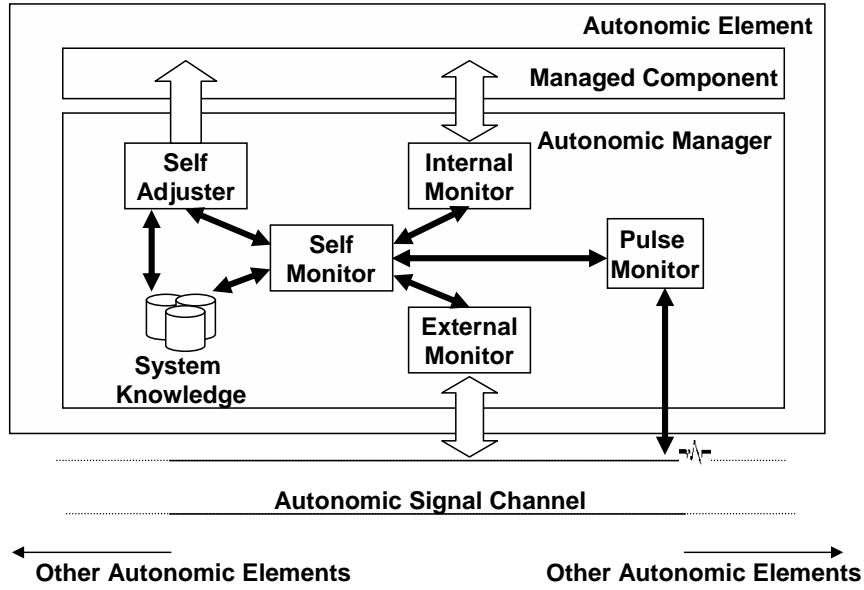 Autonomic Element
Managed Component
Autonomic Manager
Self
Adjuster
Internal
Monitor
Self
Monitor
Pulse
Monitor
External
Monitor
System
Knowledge
Autonomic Signal Channel
Other Autonomic Elements
Other Autonomic Elements